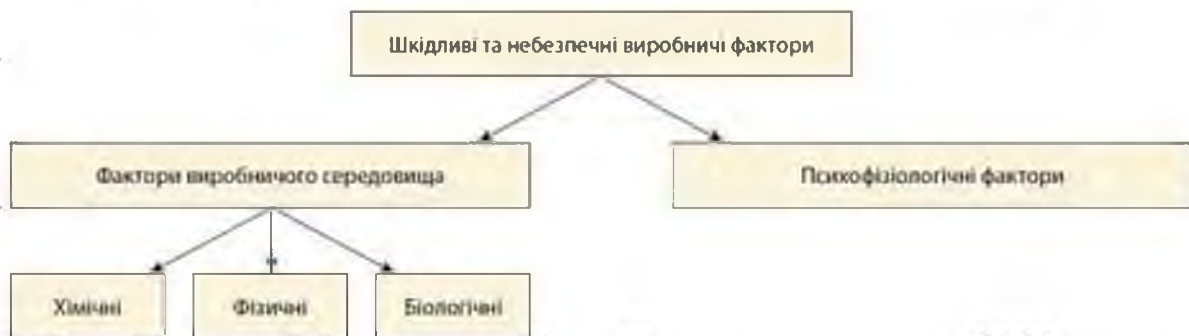 Шкідливі та небезпечні виробничі фактори
Фактори виробничого середовища
Психофізіологічні фактори
Хімічні
Фізичні
Біологічні